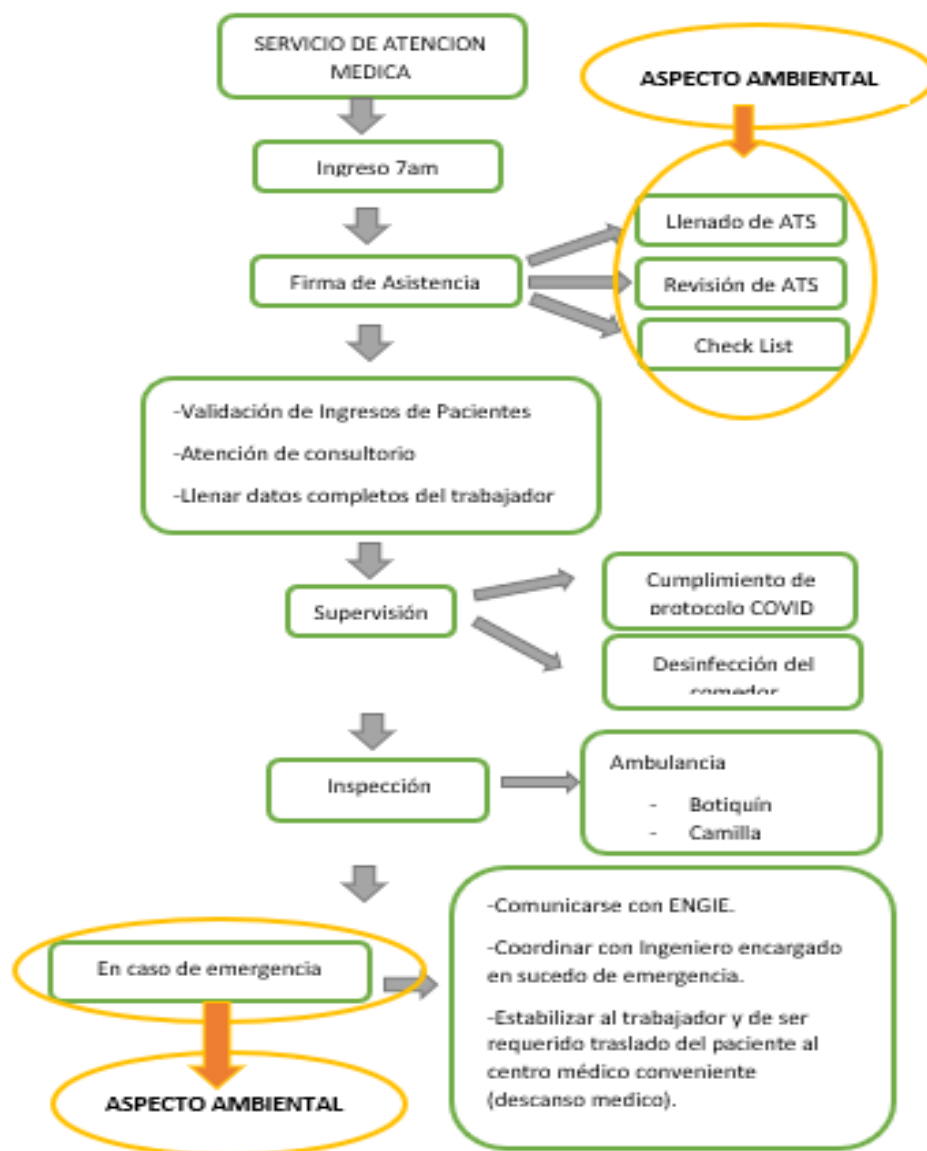 SERVICIO DE ATENCION
MEDICA
ASPECTO AMBIENTAL
Ingreso 7am
Llenado de ATS
Firma de Asistencia
Revisión de ATS
Check List
-Validación de Ingresos de Pacientes
-Atención de consultorio
-Llenar datos completos del trabajador
Supervisión
Cumplimiento de
protocolo COVID
Desinfección del
comedor
Inspección
Ambulancia
- Botiquín
- Camilla
En caso de emergencia
-Comunicarse con ENGIE.
-Coordinar con Ingeniero encargado
en sucedo de emergencia.
-Estabilizar al trabajador y de ser
requerido traslado del paciente al
centro médico conveniente
(descanso medico).
ASPECTO AMBIENTAL